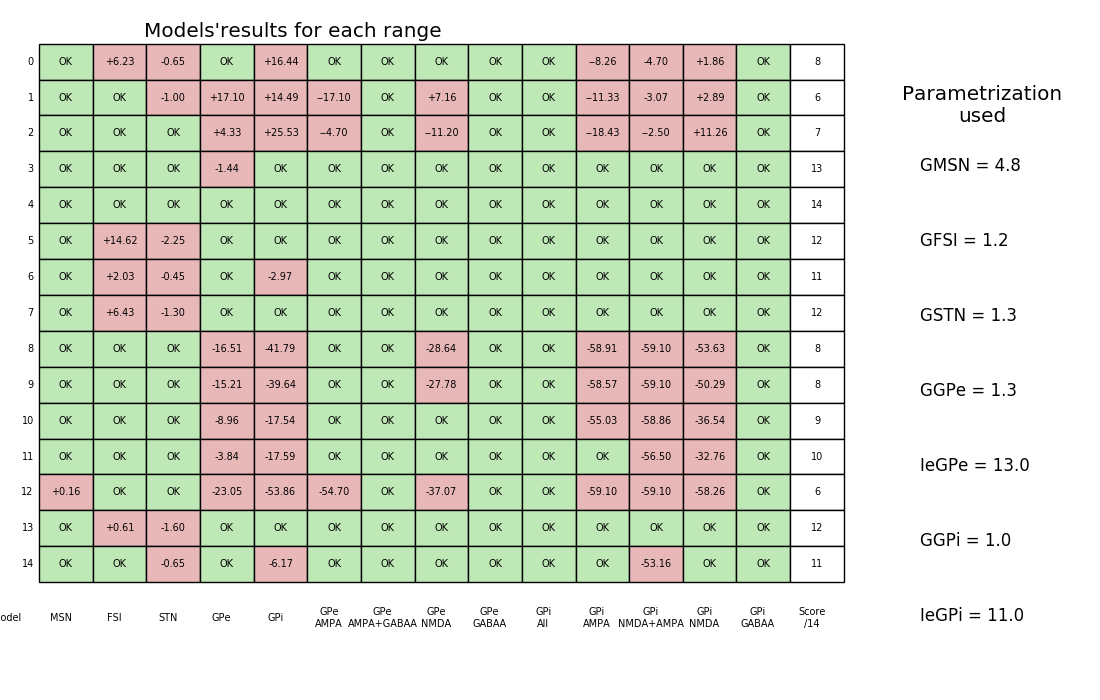 Models'results for each range
0 OK +6.23 -0.65 OK +16.44 OK OK OK OK OK --8.26 -4.70 +1.86 OK 8
1 OK OK -1.00 +17.10 +14.49 --17.10 OK +7.16 OK OK --11.33 -3.07 +2.89 OK 6
2 OK OK OK +4.33 +25.53 --4.70 OK --11.20 OK OK --18.43 --2.50 +11.26 OK 7
3 OK OK OK -1.44 OK OK OK OK OK OK OK OK OK OK 13
4 OK OK OK OK OK OK OK OK OK OK OK OK OK OK 14
5 OK +14.62 -2.25 OK OK OK OK OK OK OK OK OK OK OK 12
6 OK +2.03 -0.45 OK -2.97 OK OK OK OK OK OK OK OK OK 11
7 OK +6.43 -1.30 OK OK OK OK OK OK OK OK OK OK OK 12
8 OK OK OK -16.51 -41.79 OK OK -28.64 OK OK -58.91 -59.10 -53.63 OK 8
9 OK OK OK -15.21 -39.64 OK OK -27.78 OK OK -58.57 -59.10 -50.29 OK 8
10 OK OK OK -8.96 -17.54 OK OK OK OK OK -55.03 -58.86 -36.54 OK 9
11 OK OK OK -3.84 -17.59 OK OK OK OK OK OK -56.50 -32.76 OK 10
12 +0.16 OK OK -23.05 -53.86 -54.70 OK -37.07 OK OK -59.10 -59.10 -58.26 OK 6
13 OK +0.61 -1.60 OK OK OK OK OK OK OK OK OK OK OK 12
14 OK OK -0.65 OK -6.17 OK OK OK OK OK OK -53.16 OK OK 11
odel MSN FSI STN GPe GPi GPe GPe GPe GPe GPi GPi GPi GPi GPi Score
AMPA AMPA+GABAA NMDA GABAA All AMPA NMDA+AMPA NMDA GABAA /14
Parametrization
used
GMSN = 4.8
GFSI = 1.2
GSTN = 1.3
GGPe = 1.3
IeGPe = 13.0
GGPi = 1.0
IeGPi = 11.0